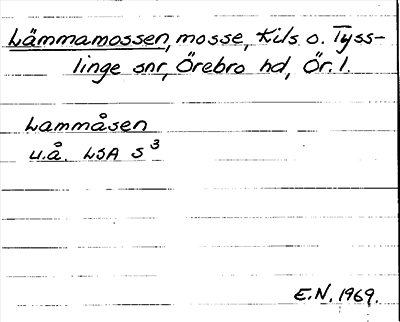 Lämmamossen, mosse, Kils o. Tyss-
linge snr, Örebro hd, Ör. l.
Lammåsen
u.å. LSA S³
E.N. 1969.